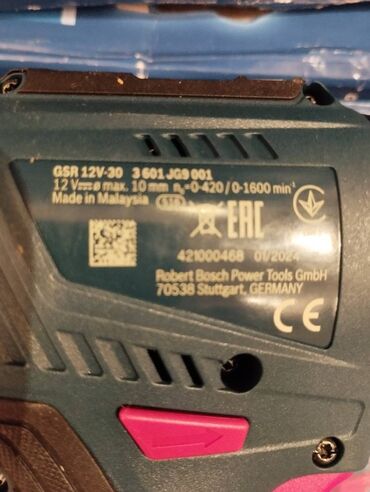 GSR 12V-30 3 601 JG9 001
12 V⎓ ⌀ max. 10 mm n₀=0-420 / 0-1600 min⁻¹
Made in Malaysia
EAC
421000468 01/2024
Robert Bosch Power Tools GmbH
70538 Stuttgart, GERMANY
CE